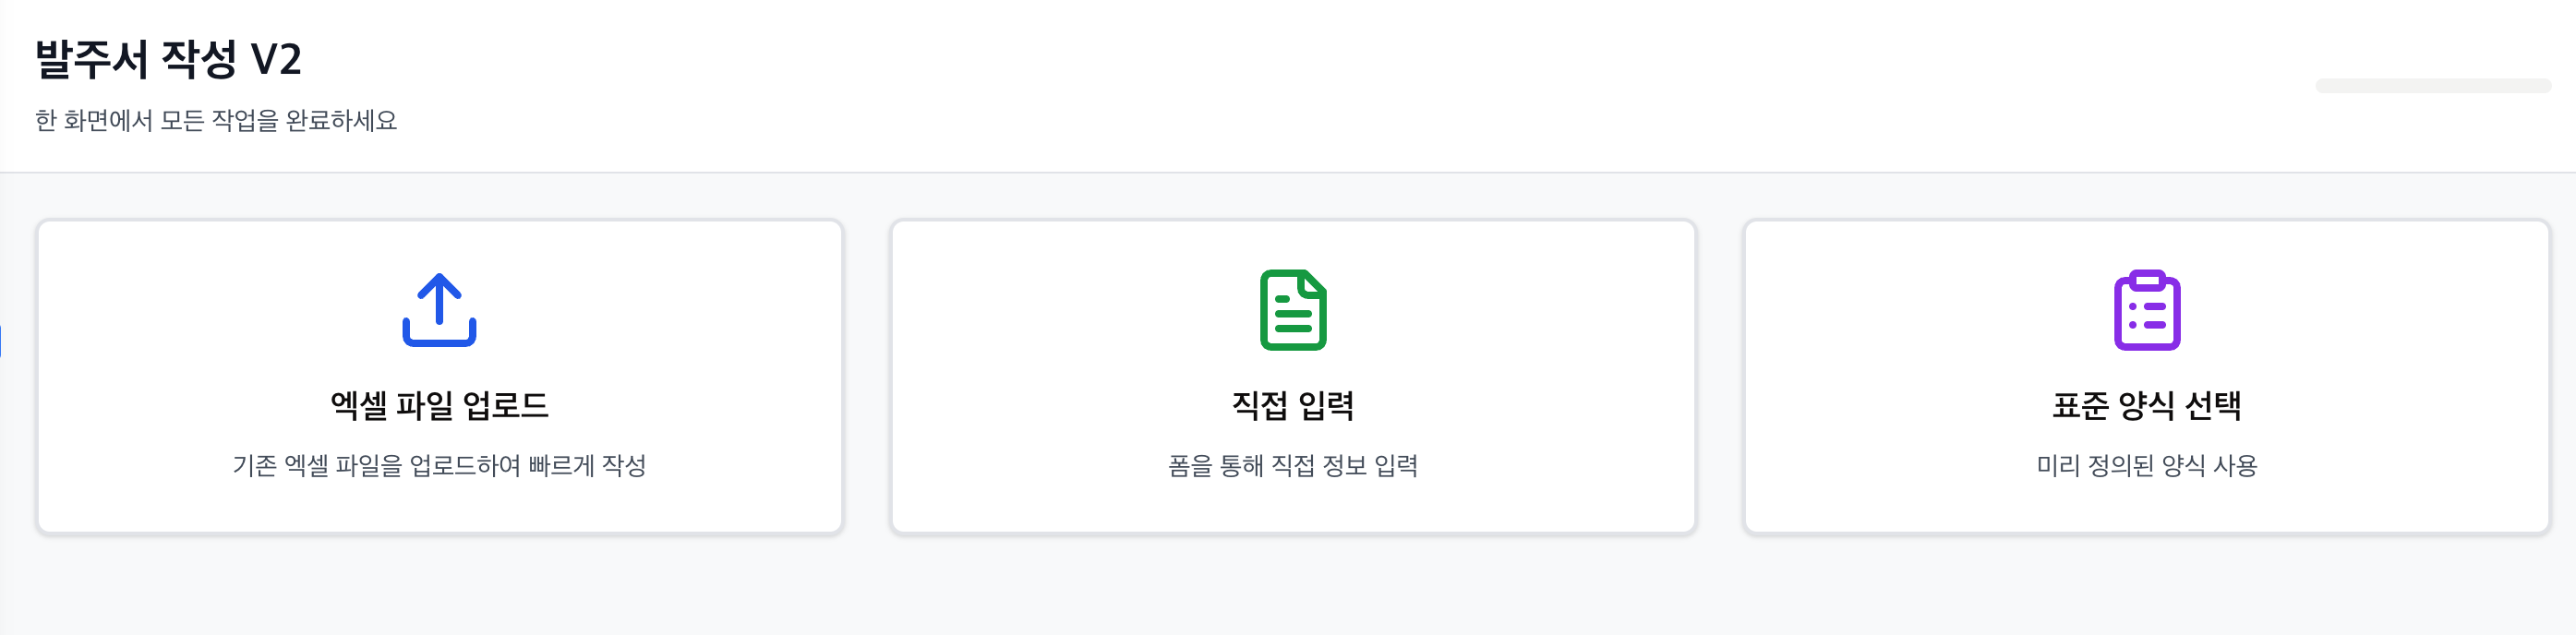 발주서 작성 V2
한 화면에서 모든 작업을 완료하세요
엑셀 파일 업로드
기존 엑셀 파일을 업로드하여 빠르게 작성
직접 입력
폼을 통해 직접 정보 입력
표준 양식 선택
미리 정의된 양식 사용